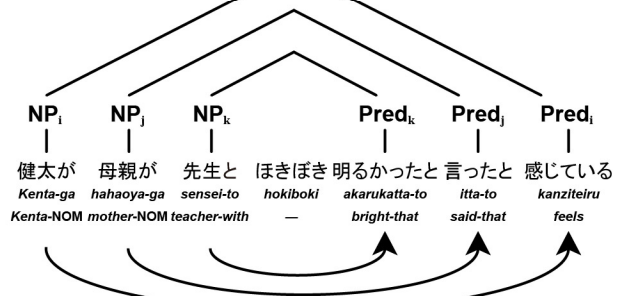 NPi NPj NPk Predk Predj Predi
健太が 母親が 先生と ほきぼき 明るかったと 言ったと 感じている
Kenta-ga hahaoya-ga sensei-to hokiboki akarukatta-to itta-to kanziteiru
Kenta-NOM mother-NOM teacher-with — bright-that said-that feels